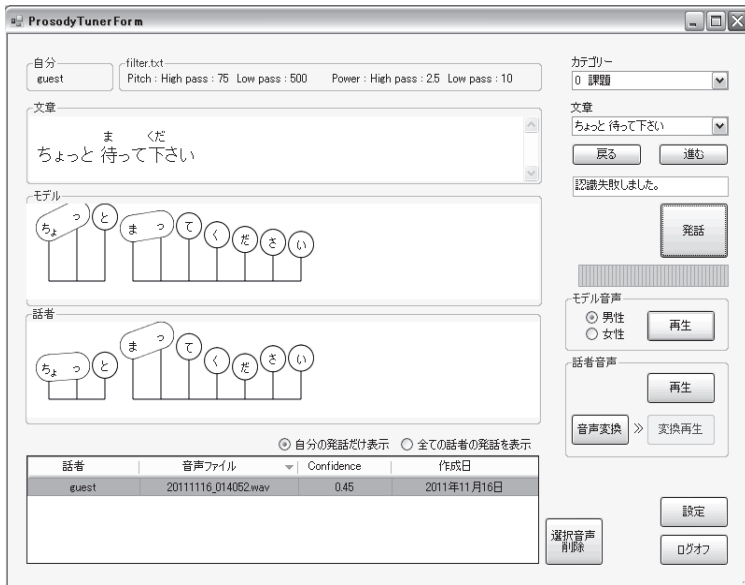 ProsodyTunerForm
自分
guest
filter.txt
Pitch : High pass : 75 Low pass : 500 Power : High pass : 2.5 Low pass : 10
カテゴリー
0 課題
文章
ちょっと 待って下さい
戻る 進む
認識失敗しました。
発話
文章
ま くだ
ちょっと 待って下さい
モデル
ちょ っ と ま っ て く だ さ い
モデル音声
男性
女性
再生
話者
ちょ っ と ま っ て く だ さ い
話者音声
再生
音声変換 ≫ 変換再生
自分の発話だけ表示 全ての話者の発話を表示
話者 音声ファイル Confidence 作成日
guest 20111116_014052.wav 0.45 2011年11月16日
選択音声
削除
設定
ログオフ